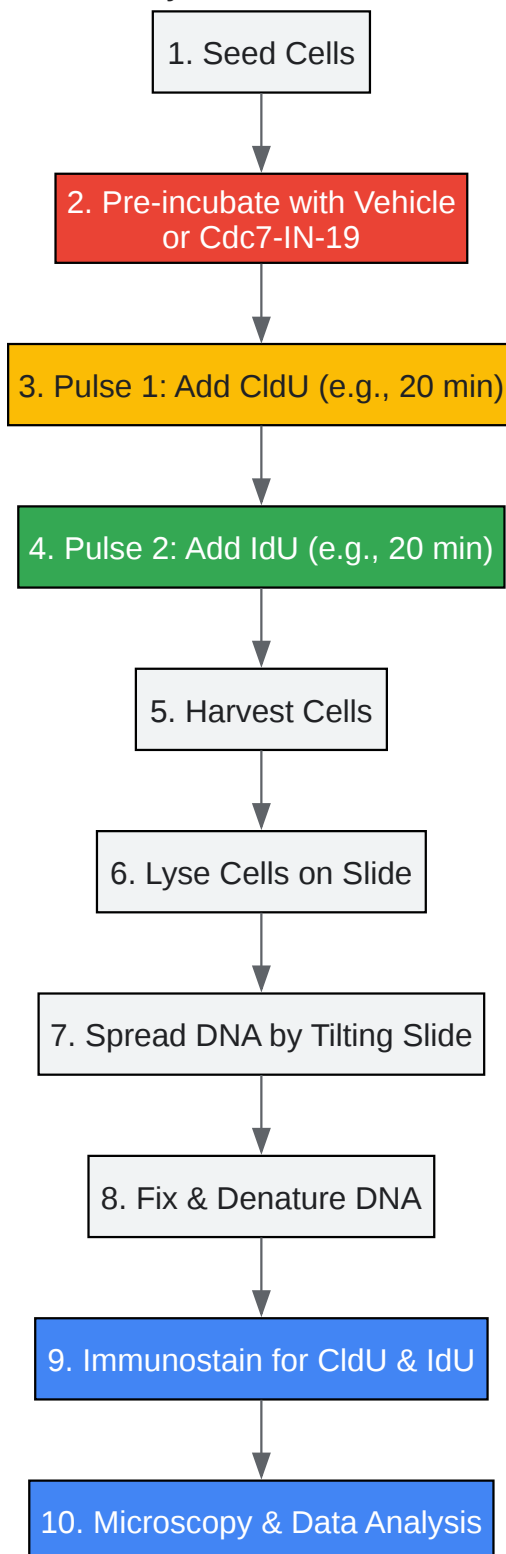 1. Seed Cells
2. Pre-incubate with Vehicle
or Cdc7-IN-19
3. Pulse 1: Add CldU (e.g., 20 min)
4. Pulse 2: Add IdU (e.g., 20 min)
5. Harvest Cells
6. Lyse Cells on Slide
7. Spread DNA by Tilting Slide
8. Fix & Denature DNA
9. Immunostain for CldU & IdU
10. Microscopy & Data Analysis